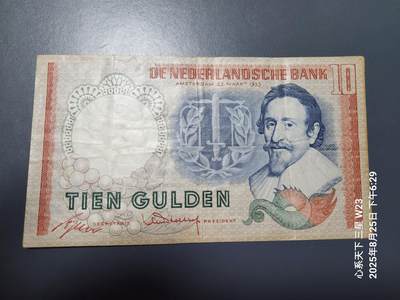 DE NEDERLANDSCHE BANK
10
AMSTERDAM 23 MAART 1953
TIEN GULDEN
SECRETARIS
PRESIDENT
心系天下 三星 W23
2025年8月25日 下午6:29